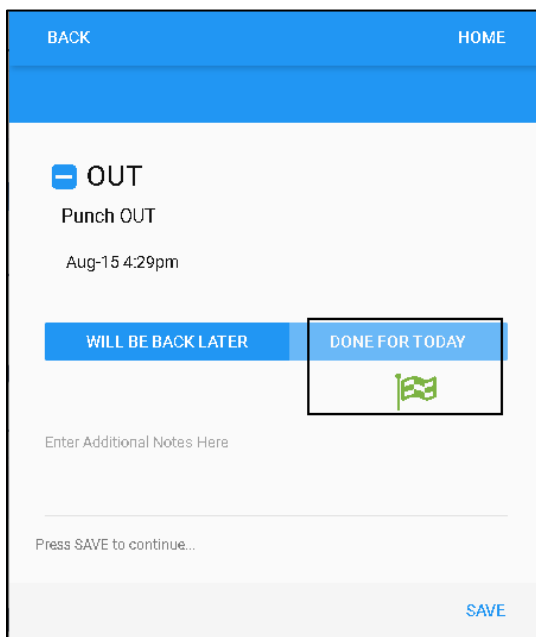 BACK HOME
OUT
Punch OUT
Aug-15 4:29pm
WILL BE BACK LATER DONE FOR TODAY
Enter Additional Notes Here
Press SAVE to continue...
SAVE